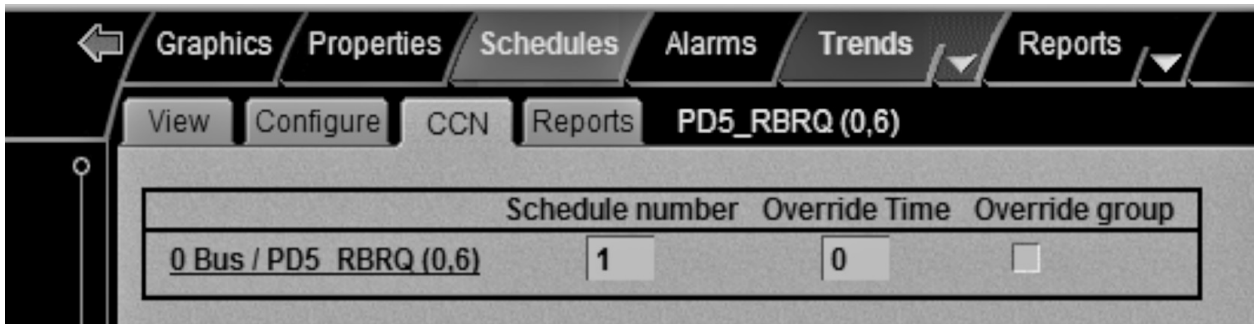 Graphics Properties Schedules Alarms Trends Reports
View Configure CCN Reports PD5_RBRQ (0,6)
Schedule number Override Time Override group
0 Bus / PD5_RBRQ (0,6) 1 0